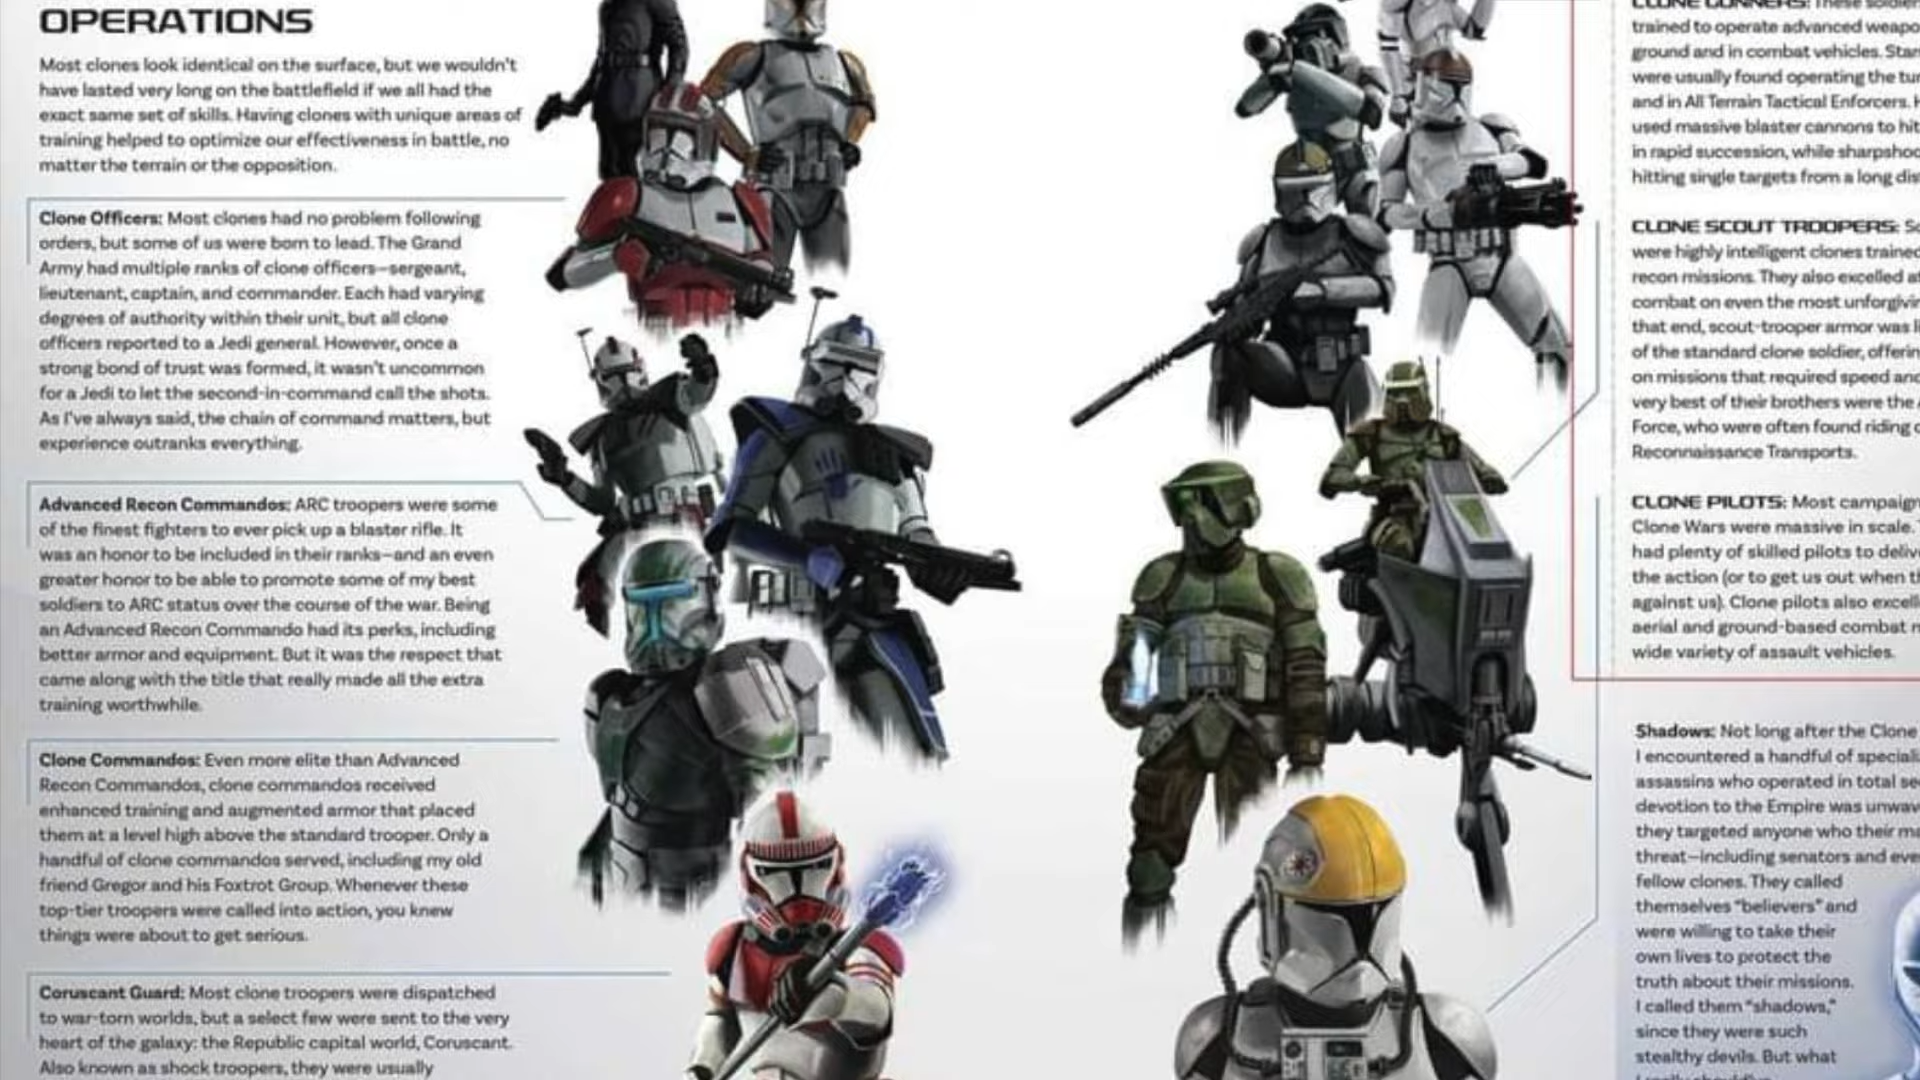 OPERATIONS
Most clones look identical on the surface, but we wouldn't
have lasted very long on the battlefield if we all had the
exact same set of skills. Having clones with unique areas of
training helped to optimize our effectiveness in battle, no
matter the terrain or the opposition.
Clone Officers: Most clones had no problem following
orders, but some of us were born to lead. The Grand
Army had multiple ranks of clone officers—sergeant,
lieutenant, captain, and commander. Each had varying
degrees of authority within their unit, but all clone
officers reported to a Jedi general. However, once a
strong bond of trust was formed, it wasn't uncommon
for a Jedi to let the second-in-command call the shots.
As I've always said, the chain of command matters, but
experience outranks everything.
Advanced Recon Commandos: ARC troopers were some
of the finest fighters to ever pick up a blaster rifle. It
was an honor to be included in their ranks—and an even
greater honor to be able to promote some of my best
soldiers to ARC status over the course of the war. Being
an Advanced Recon Commando had its perks, including
better armor and equipment. But it was the respect that
came along with the title that really made all the extra
training worthwhile.
Clone Commandos: Even more elite than Advanced
Recon Commandos, clone commandos received
enhanced training and augmented armor that placed
them at a level high above the standard trooper. Only a
handful of clone commandos served, including my old
friend Gregor and his Foxtrot Group. Whenever these
top-tier troopers were called into action, you knew
things were about to get serious.
Coruscant Guard: Most clone troopers were dispatched
to war-torn worlds, but a select few were sent to the very
heart of the galaxy: the Republic capital world, Coruscant.
Also known as shock troopers, they were usually
CLONE GUNNERS: These
trained to operate advanced
ground and in combat vehicles.
were usually found operating the
and in All Terrain Tactical Enforcers.
used massive blaster cannons to hit
in rapid succession, while
hitting single targets from a long
CLONE SCOUT TROOPERS:
were highly intelligent clones
recon missions. They also excelled
combat on even the most
that end, scout-trooper armor was
of the standard clone soldier,
on missions that required speed
very best of their brothers were the
Force, who were often found riding
Reconnaissance Transports.
CLONE PILOTS: Most
Clone Wars were massive in scale.
had plenty of skilled pilots to
the action (or to get us out when
against us). Clone pilots also
aerial and ground-based combat
wide variety of assault vehicles.
Shadows: Not long after the Clone
I encountered a handful of
assassins who operated in total
devotion to the Empire was
they targeted anyone who their
threat—including senators and
fellow clones. They called
themselves "believers" and
were willing to take their
own lives to protect the
truth about their missions.
I called them "shadows,"
since they were such
stealthy devils. But what